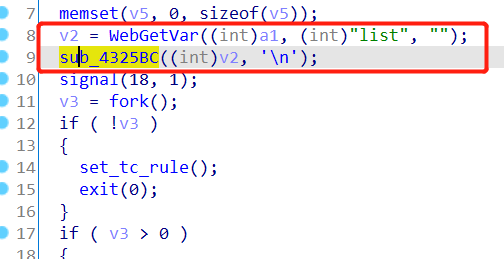 7 memset(v5, 0, sizeof(v5));
8 v2 = WebGetVar((int)a1, (int)"list", "");
9 sub_4325BC((int)v2, '\n');
10 signal(18, 1);
11 v3 = fork();
12 if ( !v3 )
13 {
14 set_tc_rule();
15 exit(0);
16 }
17 if ( v3 > 0 )
18 {